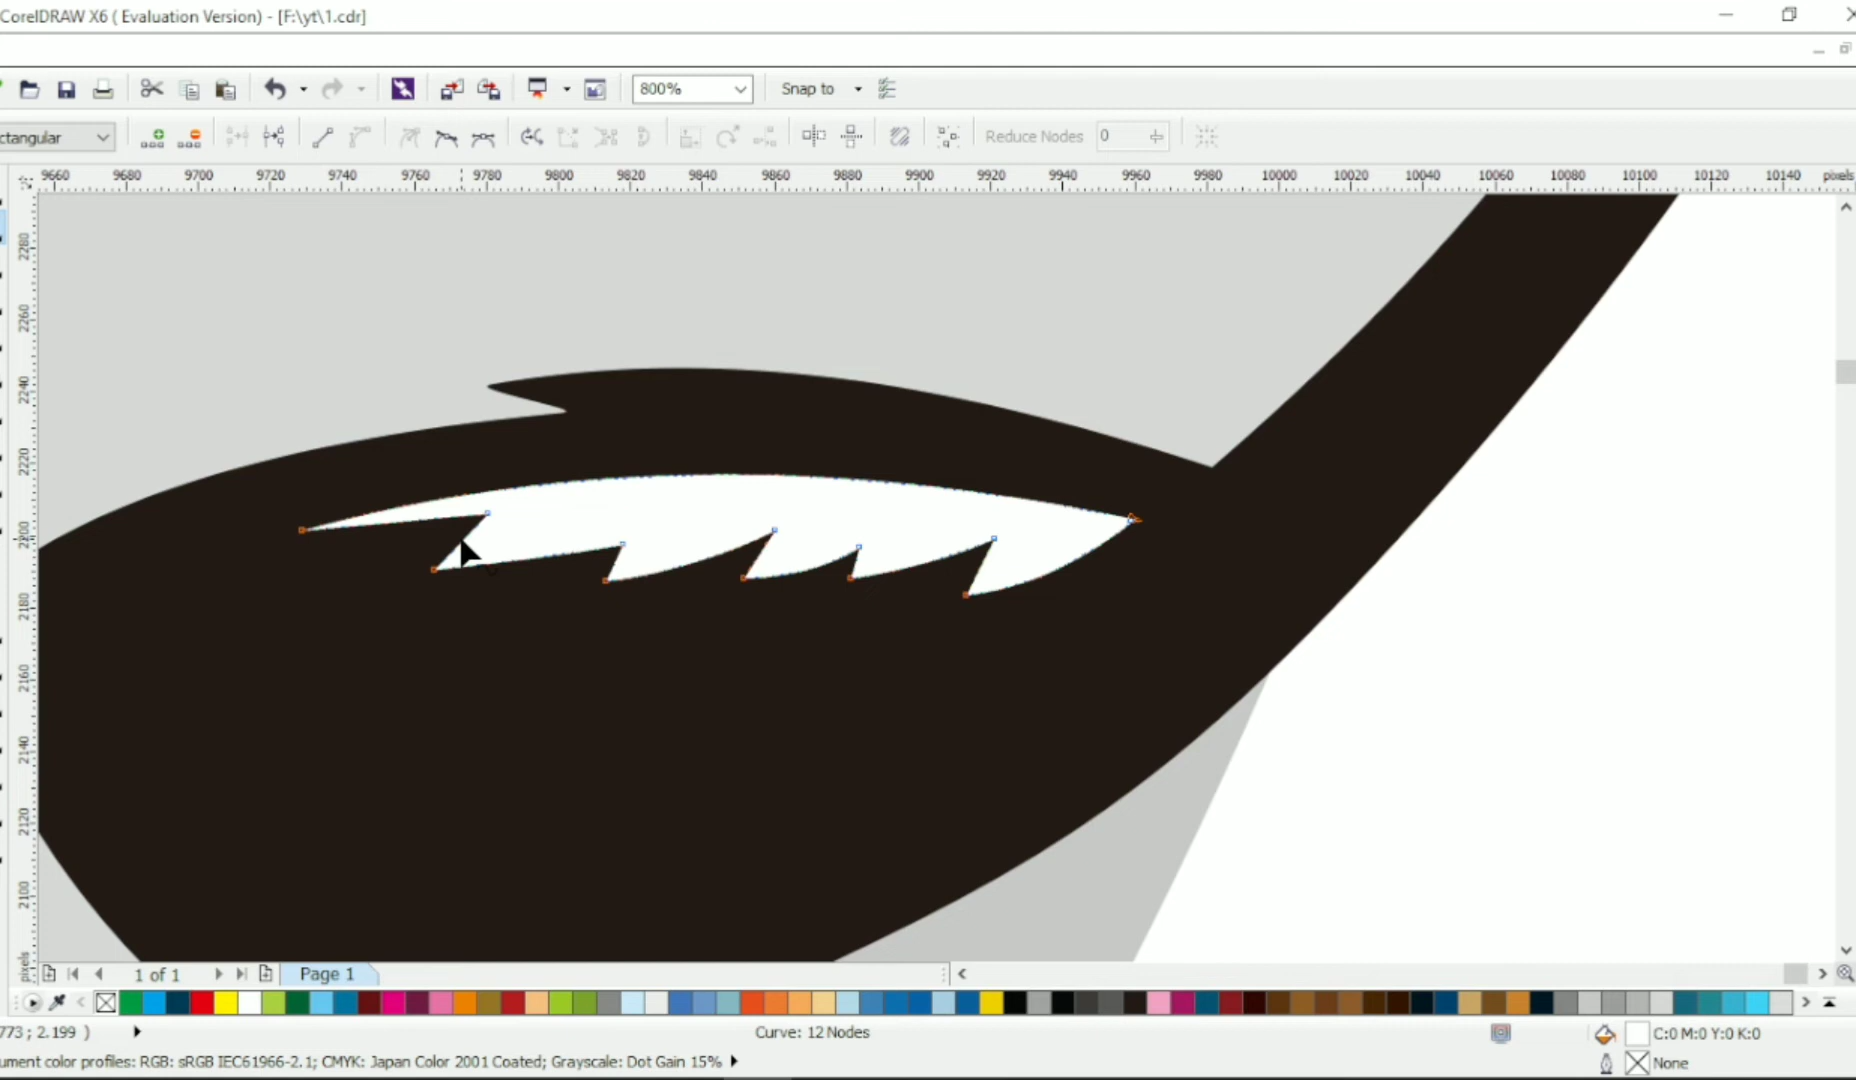 CorelDRAW X6 ( Evaluation Version) - [F:\yt\1.cdr]
800% Snap to
ctangular Reduce Nodes 0
9660 9680 9700 9720 9740 9760 9780 9800 9820 9840 9860 9880 9900 9920 9940 9960 9980 10000 10020 10040 10060 10080 10100 10120 10140 pixels
2280
2260
2240
2220
2200
2180
2160
2140
2120
2100
pixels
1 of 1 Page 1
773 ; 2.199 ) Curve: 12 Nodes C:0 M:0 Y:0 K:0
ument color profiles: RGB: sRGB IEC61966-2.1; CMYK: Japan Color 2001 Coated; Grayscale: Dot Gain 15% None